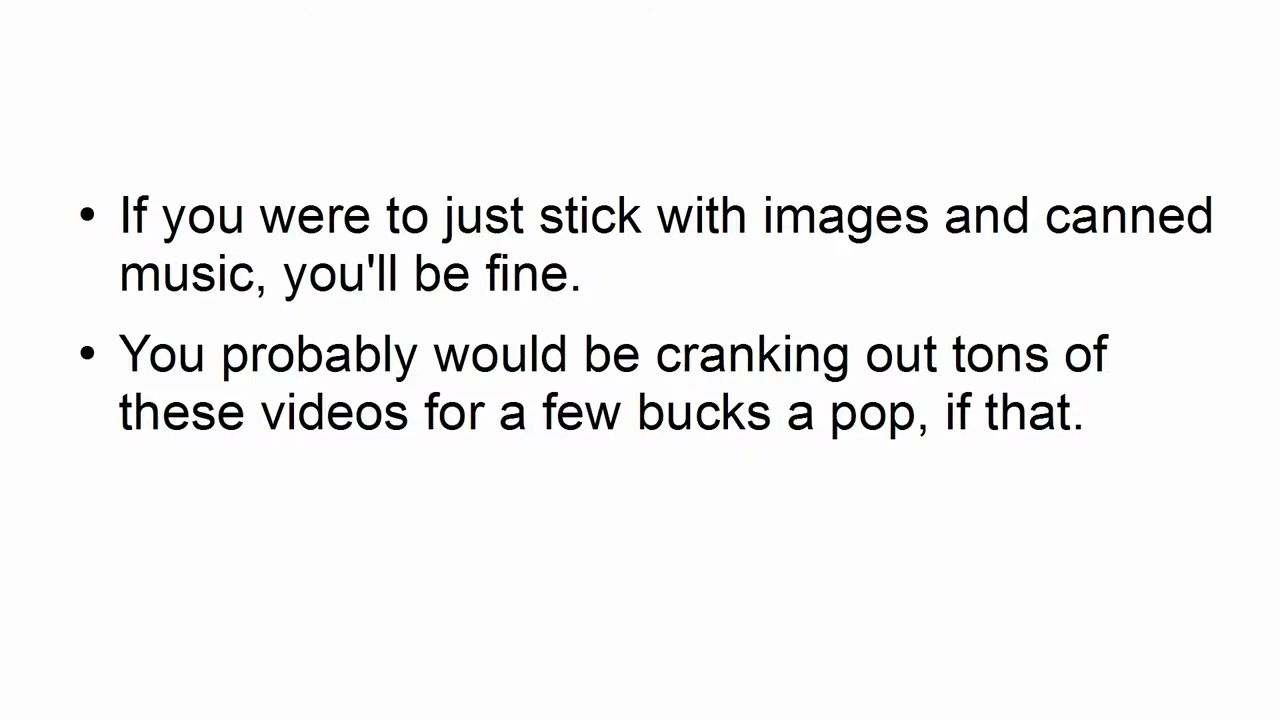 • If you were to just stick with images and canned
music, you'll be fine.
• You probably would be cranking out tons of
these videos for a few bucks a pop, if that.